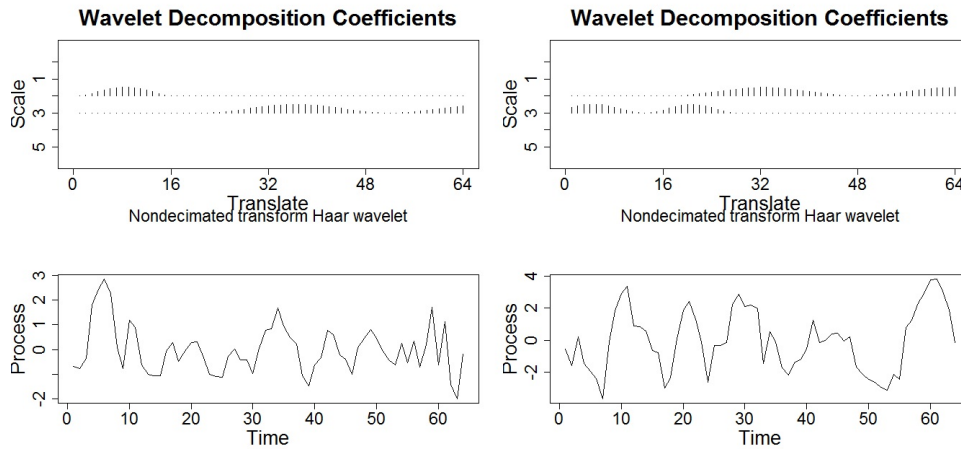 Wavelet Decomposition Coefficients
Scale
1
3
5
0 16 32 48 64
Translate
Nondecimated transform Haar wavelet
Wavelet Decomposition Coefficients
Scale
1
3
5
0 16 32 48 64
Translate
Nondecimated transform Haar wavelet
Process
3
2
0
-2
0 10 20 30 40 50 60
Time
Process
4
2
0
-2
0 10 20 30 40 50 60
Time